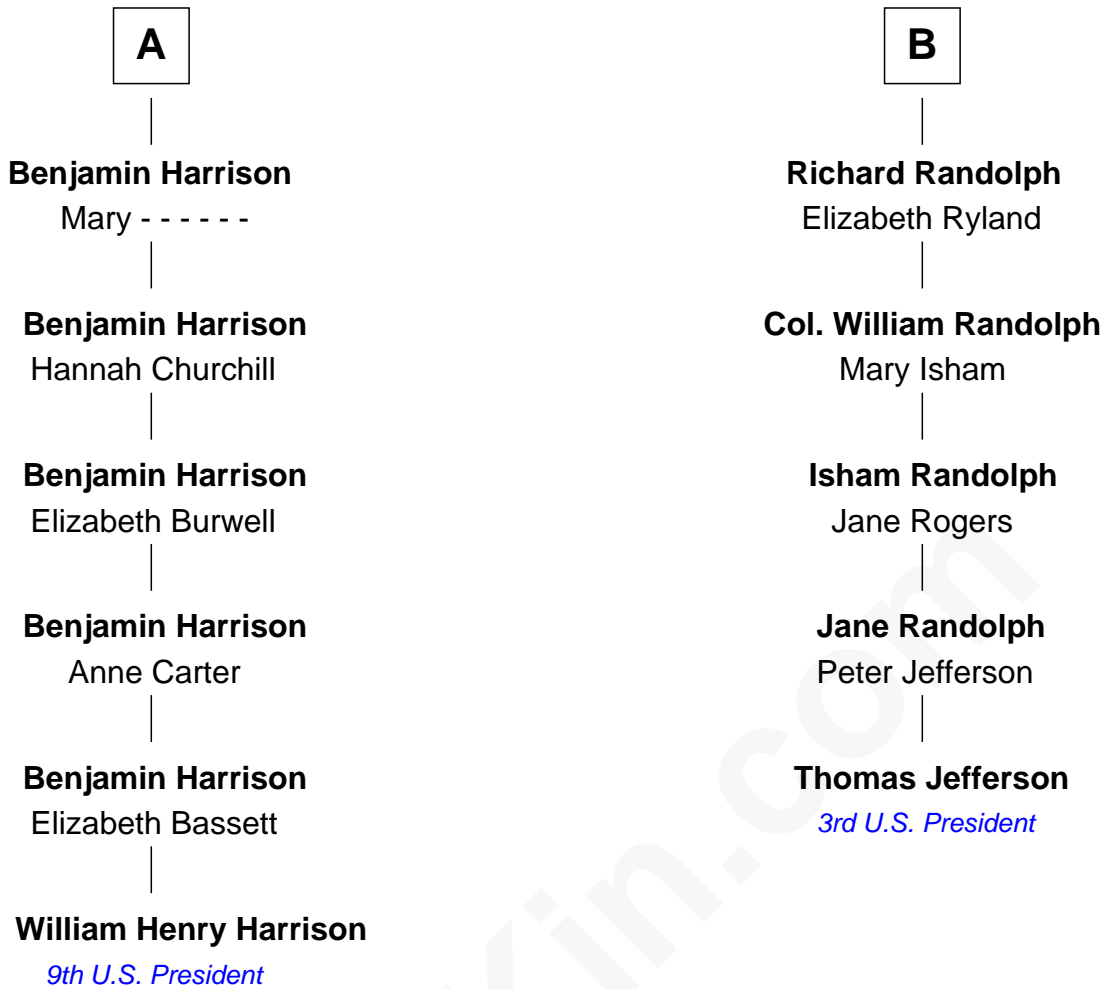 A
Benjamin Harrison
Mary - - - - - -
Benjamin Harrison
Hannah Churchill
Benjamin Harrison
Elizabeth Burwell
Benjamin Harrison
Anne Carter
Benjamin Harrison
Elizabeth Bassett
William Henry Harrison
9th U.S. President
B
Richard Randolph
Elizabeth Ryland
Col. William Randolph
Mary Isham
Isham Randolph
Jane Rogers
Jane Randolph
Peter Jefferson
Thomas Jefferson
3rd U.S. President
Kin.com